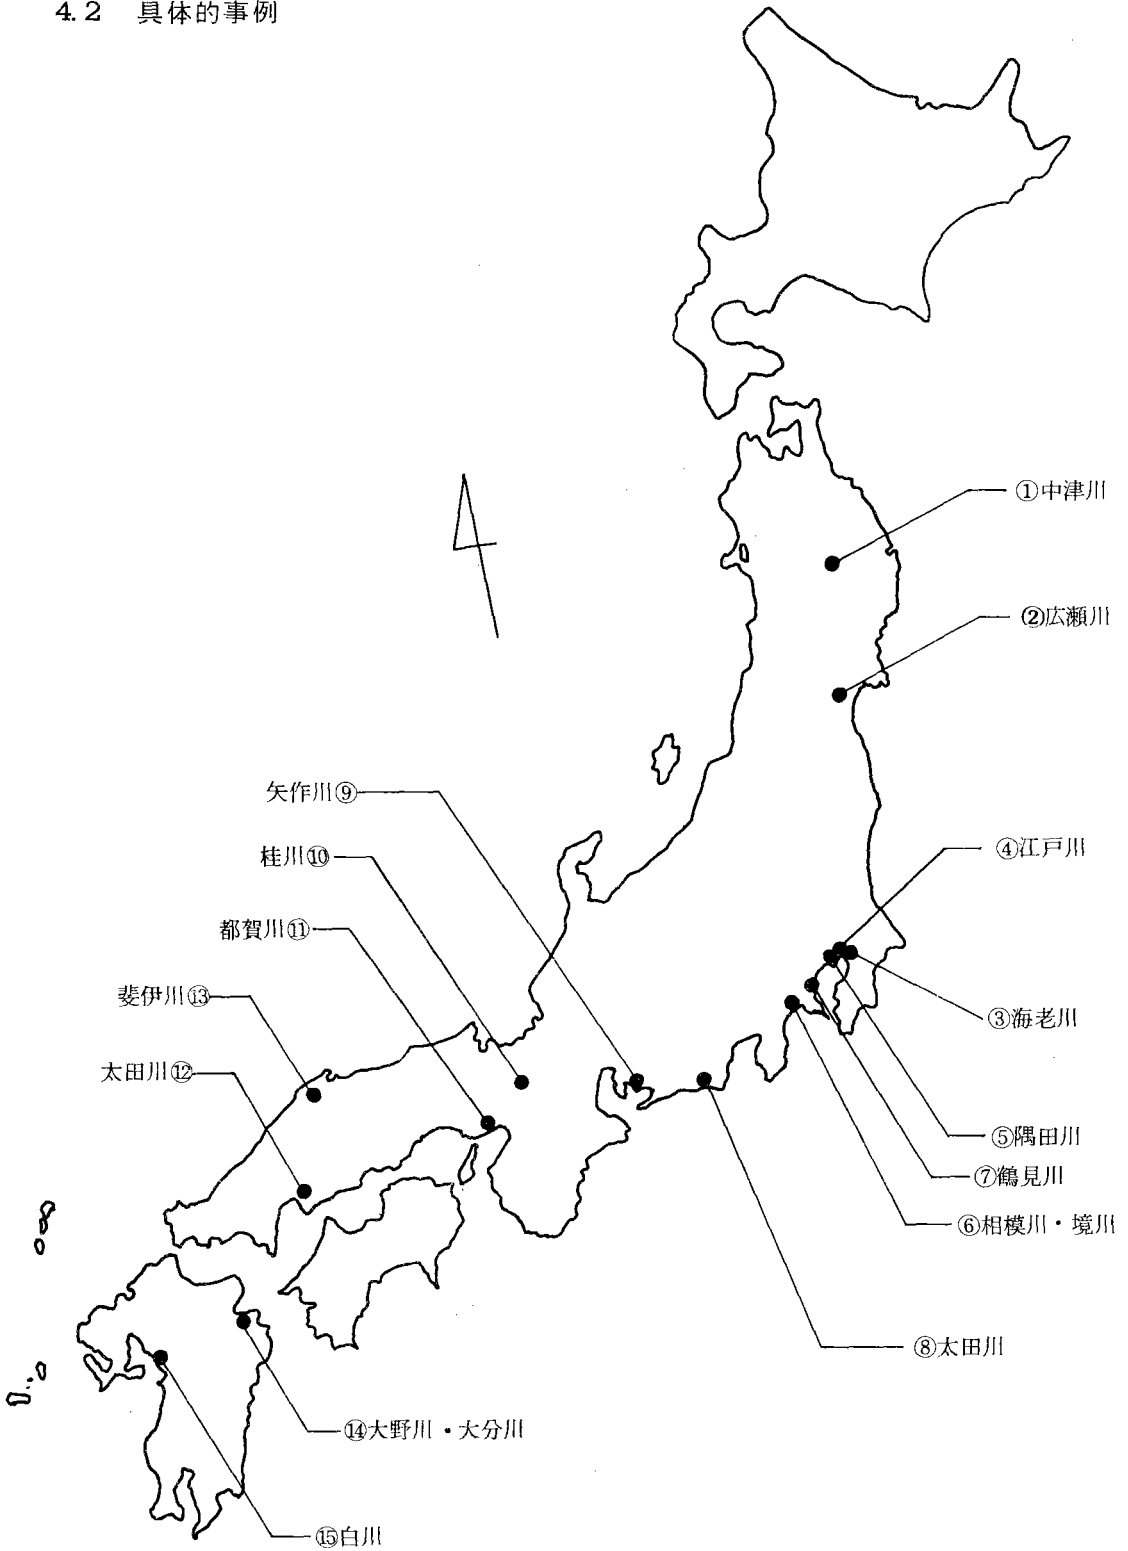 4.2 具体的事例
①中津川
②広瀬川
矢作川⑨
④江戸川
桂川⑩
都賀川⑪
斐伊川⑬
③海老川
太田川⑫
⑤隅田川
⑦鶴見川
⑥相模川・境川
⑧太田川
⑭大野川・大分川
⑮白川